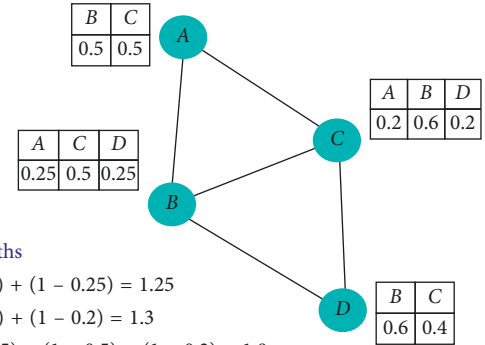 B C
0.5 0.5
A
A B D
0.2 0.6 0.2
C
A C D
0.25 0.5 0.25
B
) + (1 – 0.25) = 1.25
) + (1 – 0.2) = 1.3
D
B C
0.6 0.4